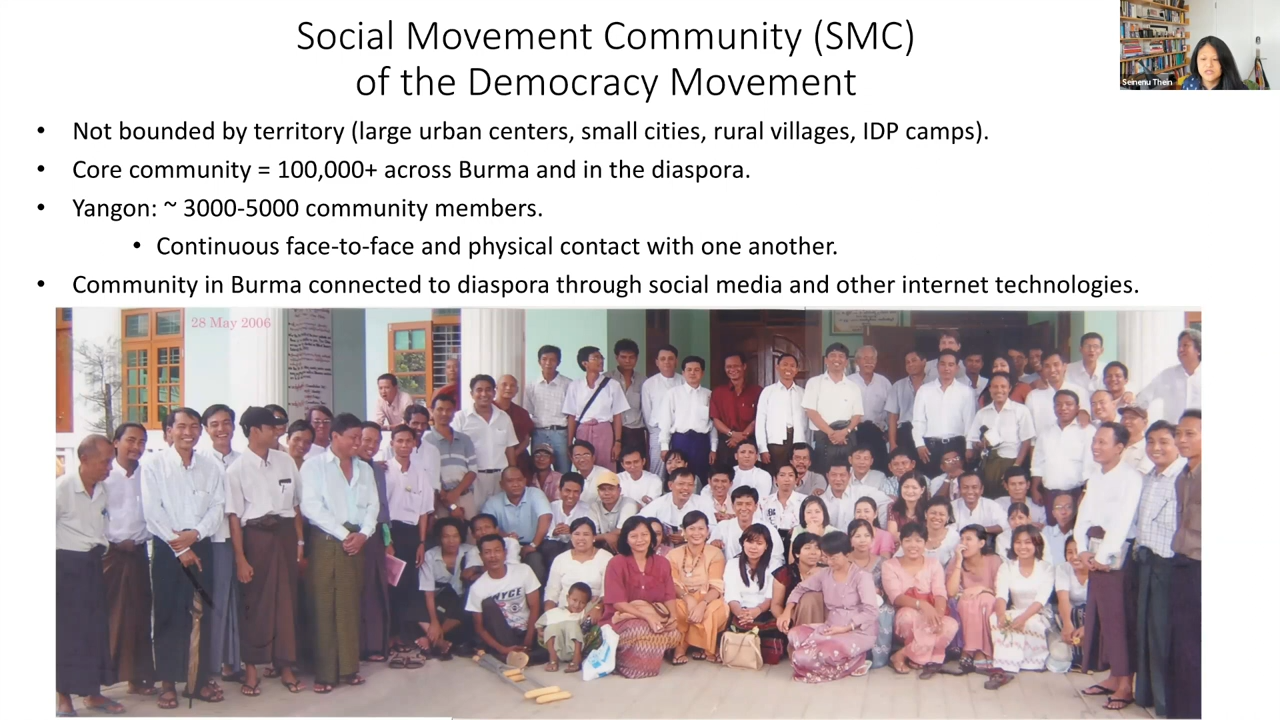 Social Movement Community (SMC)
of the Democracy Movement
Seinenu Thein
• Not bounded by territory (large urban centers, small cities, rural villages, IDP camps).
• Core community = 100,000+ across Burma and in the diaspora.
• Yangon: ~ 3000-5000 community members.
• Continuous face-to-face and physical contact with one another.
• Community in Burma connected to diaspora through social media and other internet technologies.
28 May 2006